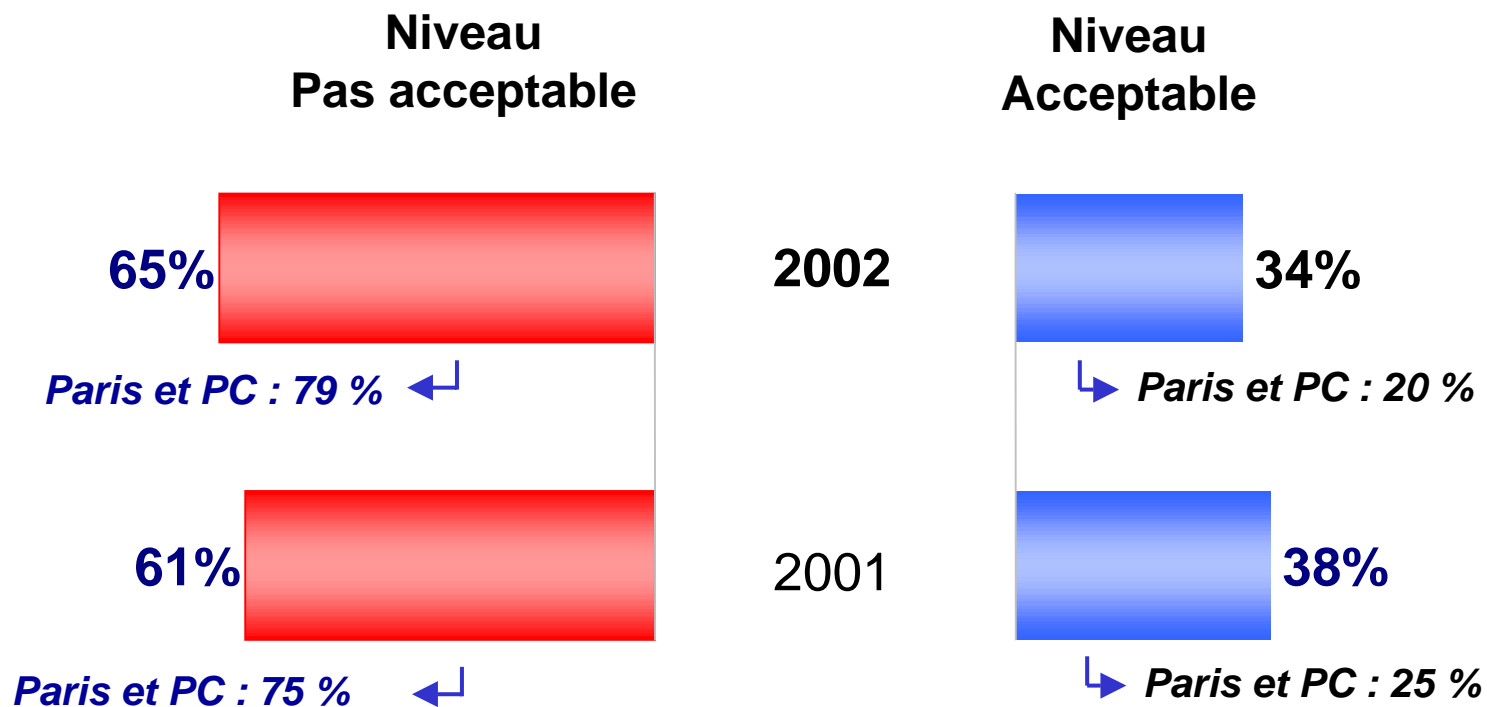 Niveau
Pas acceptable
Niveau
Acceptable
65%
2002
34%
Paris et PC : 79 %
Paris et PC : 20 %
61%
2001
38%
Paris et PC : 75 %
Paris et PC : 25 %